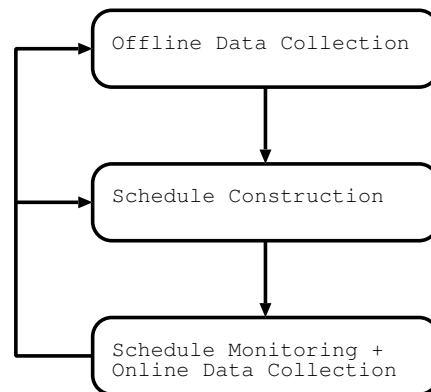 Offline Data Collection
Schedule Construction
Schedule Monitoring +
Online Data Collection